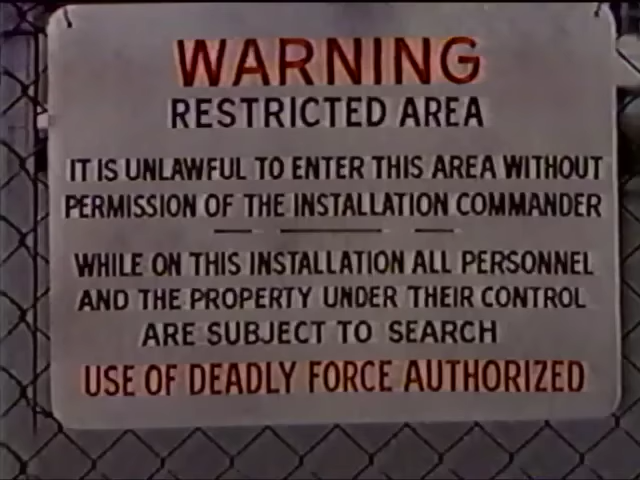 WARNING
RESTRICTED AREA
IT IS UNLAWFUL TO ENTER THIS AREA WITHOUT
PERMISSION OF THE INSTALLATION COMMANDER
WHILE ON THIS INSTALLATION ALL PERSONNEL
AND THE PROPERTY UNDER THEIR CONTROL
ARE SUBJECT TO SEARCH
USE OF DEADLY FORCE AUTHORIZED